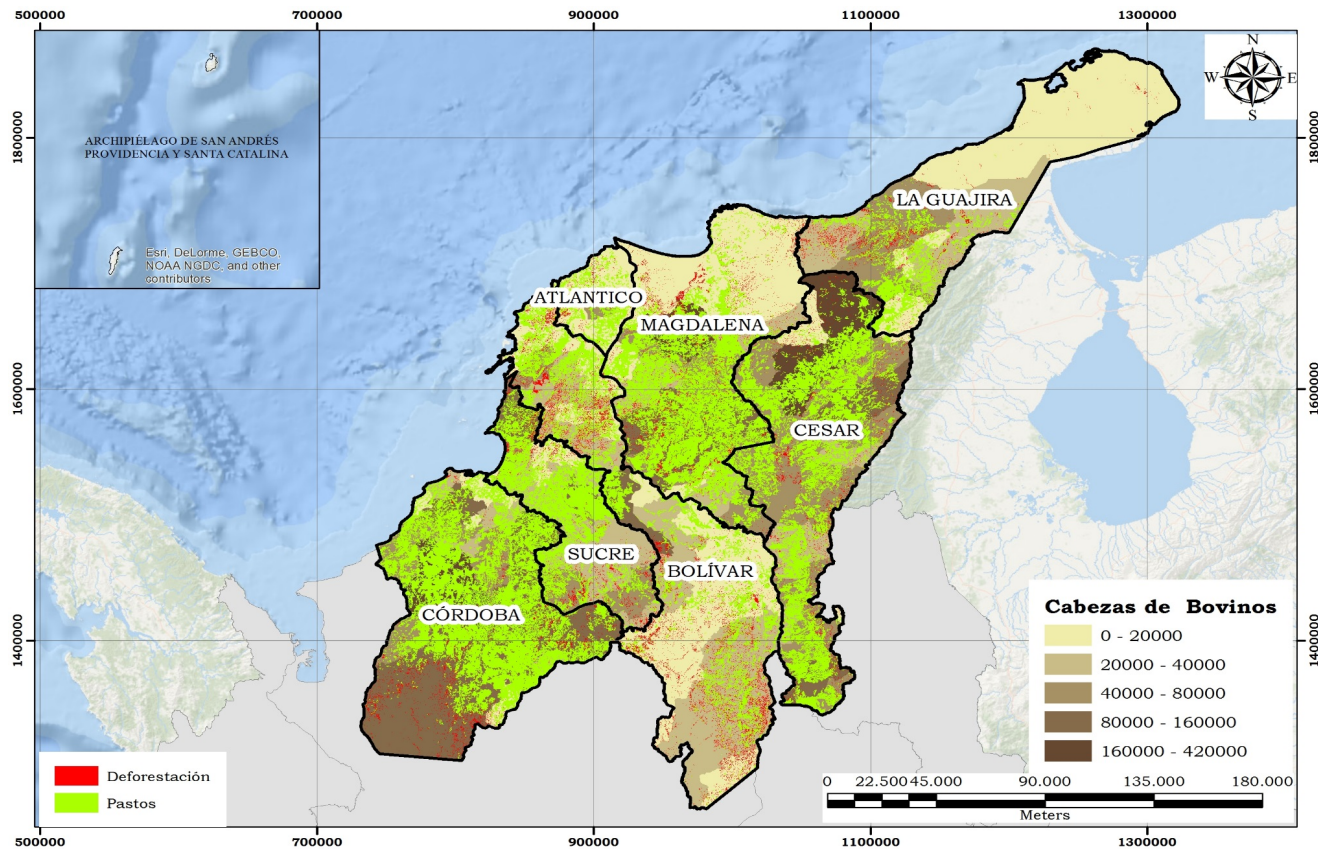 500000 700000 900000 1100000 1300000
N
W E
S
ARCHIPIÉLAGO DE SAN ANDRÉS
PROVIDENCIA Y SANTA CATALINA
1800000 1800000
LA GUAJIRA
Esri, DeLorme, GEBCO,
NOAA NGDC, and other
contributors
ATLANTICO
MAGDALENA
1600000 1600000
CESAR
SUCRE
BOLÍVAR
CÓRDOBA
Cabezas de Bovinos
0 - 20000
20000 - 40000
40000 - 80000
80000 - 160000
160000 - 420000
1400000 1400000
Deforestación
Pastos
0 22.500 45.000 90.000 135.000 180.000
Meters
500000 700000 900000 1100000 1300000